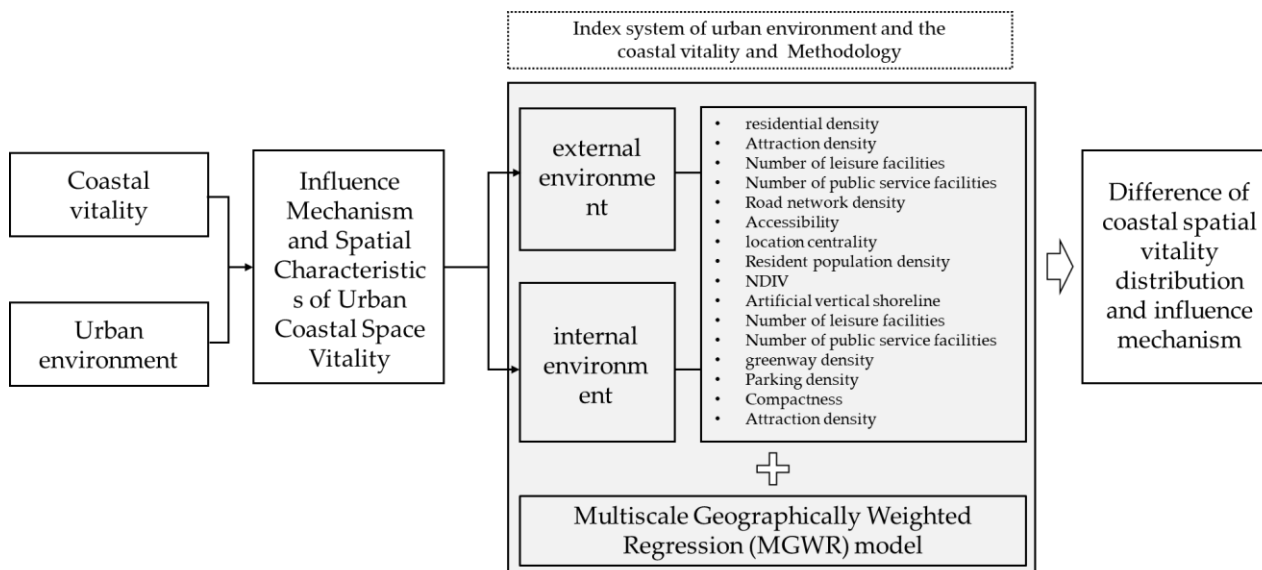 Index system of urban environment and the
coastal vitality and Methodology
Coastal
vitality
Urban
environment
Influence
Mechanism
and Spatial
Characteristic
s of Urban
Coastal Space
Vitality
external
environme
nt
internal
environm
ent
• residential density
• Attraction density
• Number of leisure facilities
• Number of public service facilities
• Road network density
• Accessibility
• location centrality
• Resident population density
• NDIV
• Artificial vertical shoreline
• Number of leisure facilities
• Number of public service facilities
• greenway density
• Parking density
• Compactness
• Attraction density
Multiscale Geographically Weighted
Regression (MGWR) model
Difference of
coastal spatial
vitality
distribution
and influence
mechanism